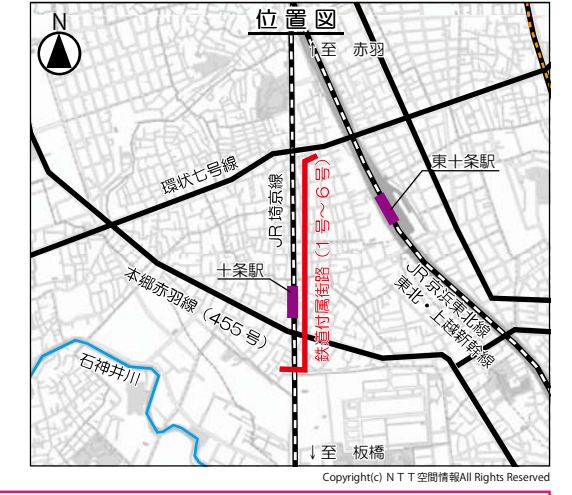 位置図
N
↑至 赤羽
環状七号線
東十条駅
JR埼京線
鉄道付属街路（1号～6号）
十条駅
本郷赤羽線（455号）
JR京浜東北線
東北・上越新幹線
石神井川
↓至 板橋
Copyright(c) ＮＴＴ空間情報All Rights Reserved